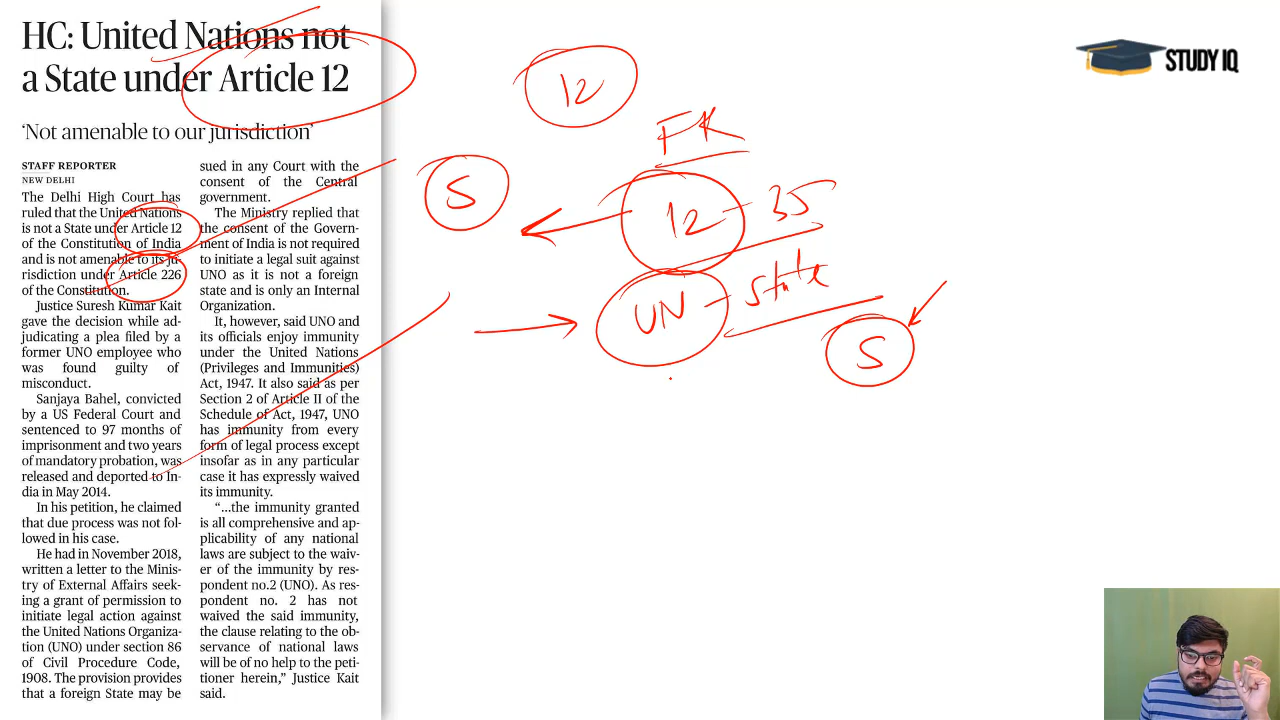 HC: United Nations not
a State under Article 12
‘Not amenable to our jurisdiction’
STAFF REPORTER
NEW DELHI
The Delhi High Court has
ruled that the United Nations
is not a State under Article 12
of the Constitution of India
and is not amenable to its ju-
risdiction under Article 226
of the Constitution.
Justice Suresh Kumar Kait
gave the decision while ad-
judicating a plea filed by a
former UNO employee who
was found guilty of
misconduct.
Sanjaya Bahel, convicted
by a US Federal Court and
sentenced to 97 months of
imprisonment and two years
of mandatory probation, was
released and deported to In-
dia in May 2014.
In his petition, he claimed
that due process was not fol-
lowed in his case.
He had in November 2018,
written a letter to the Minis-
try of External Affairs seek-
ing a grant of permission to
initiate legal action against
the United Nations Organiza-
tion (UNO) under section 86
of Civil Procedure Code,
1908. The provision provides
that a foreign State may be
sued in any Court with the
consent of the Central
government.
The Ministry replied that
the consent of the Govern-
ment of India is not required
to initiate a legal suit against
UNO as it is not a foreign
state and is only an Internal
Organization.
It, however, said UNO and
its officials enjoy immunity
under the United Nations
(Privileges and Immunities)
Act, 1947. It also said as per
Section 2 of Article II of the
Schedule of Act, 1947, UNO
has immunity from every
form of legal process except
insofar as in any particular
case it has expressly waived
its immunity.
“...the immunity granted
is all comprehensive and ap-
plicability of any national
laws are subject to the waiv-
er of the immunity by res-
pondent no.2 (UNO). As res-
pondent no. 2 has not
waived the said immunity,
the clause relating to the ob-
servance of national laws
will be of no help to the peti-
tioner herein,” Justice Kait
said.
12
FR
S
12 - 35
UN - State
S
STUDY IQ